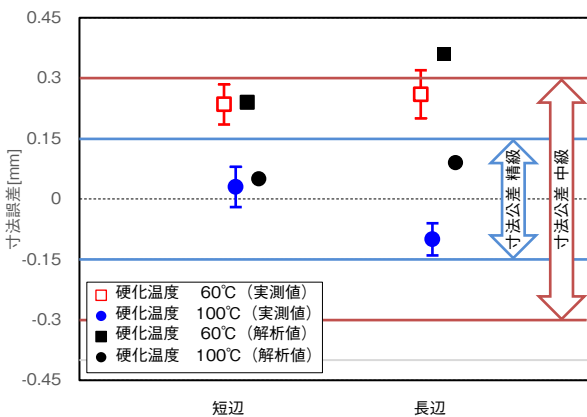 0.45
0.3
0.15
0
-0.15
-0.3
-0.45
寸法誤差[mm]
寸法公差 精級
寸法公差 中級
硬化温度 60℃（実測値）
硬化温度 100℃（実測値）
硬化温度 60℃（解析値）
硬化温度 100℃（解析値）
短辺
長辺